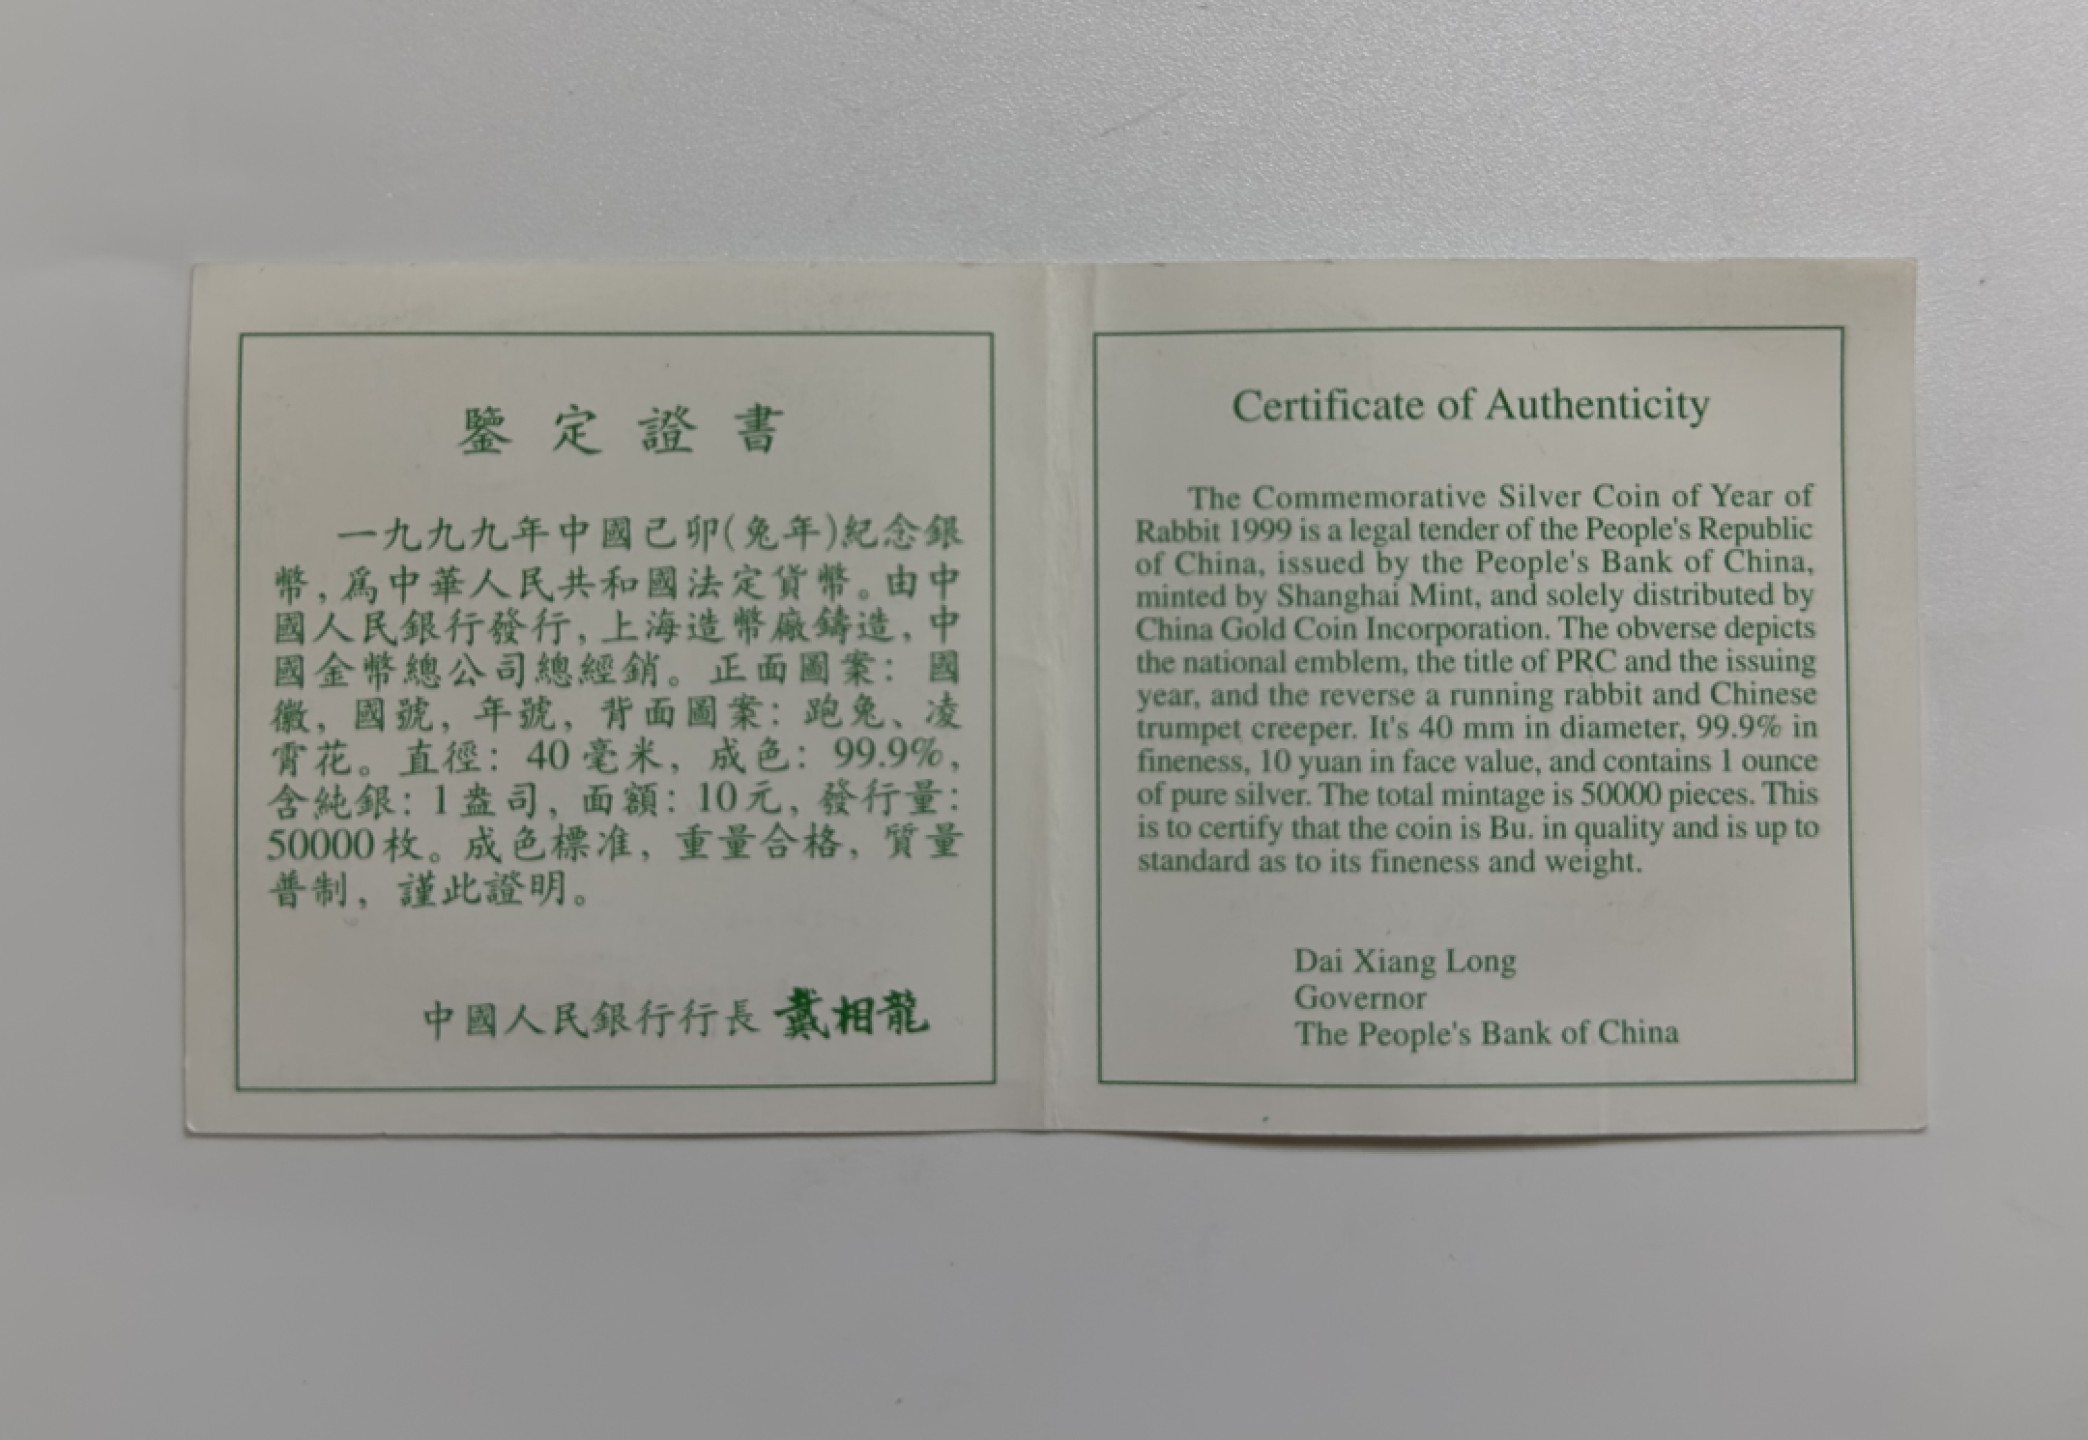 鑒定證書
一九九九年中國己卯(兔年)紀念銀
幣,爲中華人民共和國法定貨幣。由中
國人民銀行發行,上海造幣廠鑄造,中
國金幣總公司總經銷。正面圖案：國
徽,國號,年號,背面圖案：跑兔、凌
霄花。直徑：40毫米,成色：99.9%,
含純銀：1盎司,面額：10元,發行量：
50000枚。成色標准,重量合格,質量
普制,謹此證明。
中國人民銀行行長 戴相龍
Certificate of Authenticity
The Commemorative Silver Coin of Year of
Rabbit 1999 is a legal tender of the People's Republic
of China, issued by the People's Bank of China,
minted by Shanghai Mint, and solely distributed by
China Gold Coin Incorporation. The obverse depicts
the national emblem, the title of PRC and the issuing
year, and the reverse a running rabbit and Chinese
trumpet creeper. It's 40 mm in diameter, 99.9% in
fineness, 10 yuan in face value, and contains 1 ounce
of pure silver. The total mintage is 50000 pieces. This
is to certify that the coin is Bu. in quality and is up to
standard as to its fineness and weight.
Dai Xiang Long
Governor
The People's Bank of China